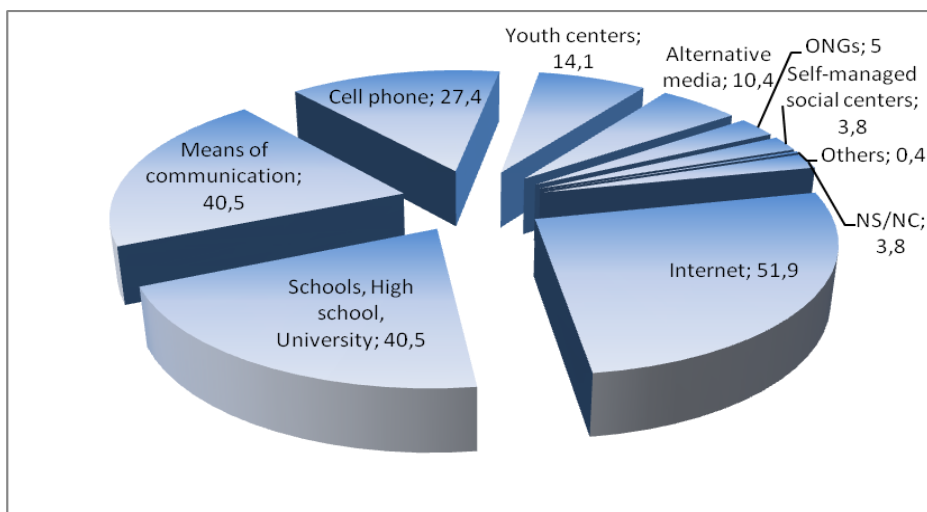 Youth centers;
14,1
Alternative
media; 10,4
ONGs; 5
Self-managed
social centers;
3,8
Others; 0,4
NS/NC;
3,8
Internet; 51,9
Schools, High
school,
University; 40,5
Means of
communication;
40,5
Cell phone; 27,4